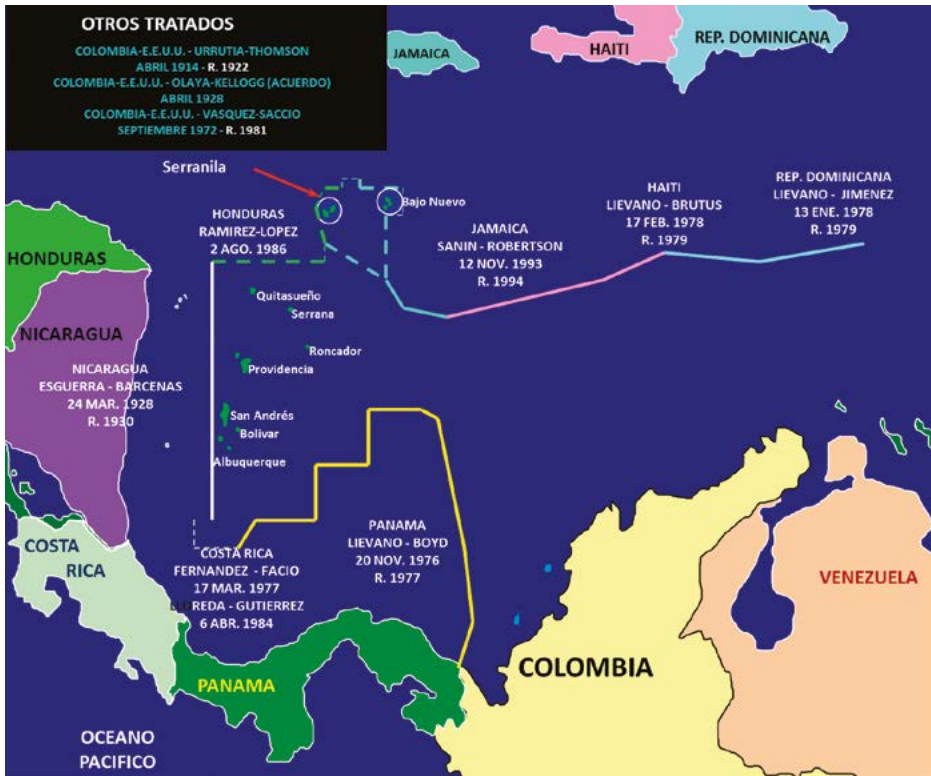 OTROS TRATADOS
COLOMBIA-E.E.U.U. - URRUTIA-THOMSON
ABRIL 1914 - R. 1922
COLOMBIA-E.E.U.U. - OLAYA-KELLOGG (ACUERDO)
ABRIL 1928
COLOMBIA-E.E.U.U. - VASQUEZ-SACCIO
SEPTIEMBRE 1972 - R. 1981
JAMAICA
HAITI
REP. DOMINICANA
Serranila
Bajo Nuevo
HONDURAS
RAMIREZ-LOPEZ
2 AGO. 1986
JAMAICA
SANIN - ROBERTSON
12 NOV. 1993
R. 1994
HAITI
LIEVANO - BRUTUS
17 FEB. 1978
R. 1979
REP. DOMINICANA
LIEVANO - JIMENEZ
13 ENE. 1978
R. 1979
HONDURAS
NICARAGUA
Quitasueño
Serrana
Roncador
Providencia
NICARAGUA
ESGUERRA - BARCENAS
24 MAR. 1928
R. 1930
San Andrés
Bolivar
Albuquerque
COSTA
RICA
COSTA RICA
FERNANDEZ - FACIO
17 MAR. 1977
LLOREDA - GUTIERREZ
6 ABR. 1984
PANAMA
LIEVANO - BOYD
20 NOV. 1976
R. 1977
VENEZUELA
COLOMBIA
PANAMA
OCEANO
PACIFICO